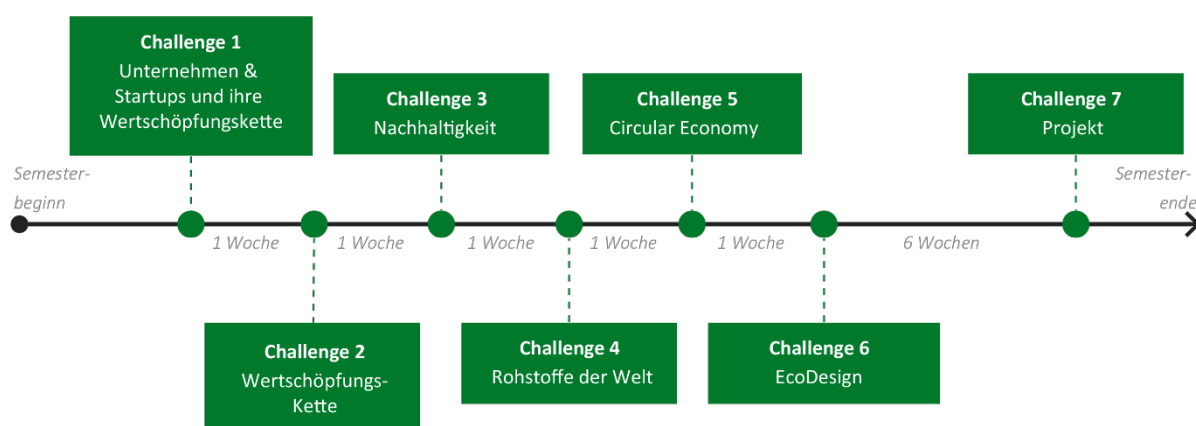 Challenge 1
Unternehmen &
Startups und ihre
Wertschöpfungskette
Challenge 3
Nachhaltigkeit
Challenge 5
Circular Economy
Challenge 7
Projekt
Semester-
beginn
Semester-
ende
1 Woche
1 Woche
1 Woche
1 Woche
1 Woche
6 Wochen
Challenge 2
Wertschöpfungs-
Kette
Challenge 4
Rohstoffe der Welt
Challenge 6
EcoDesign